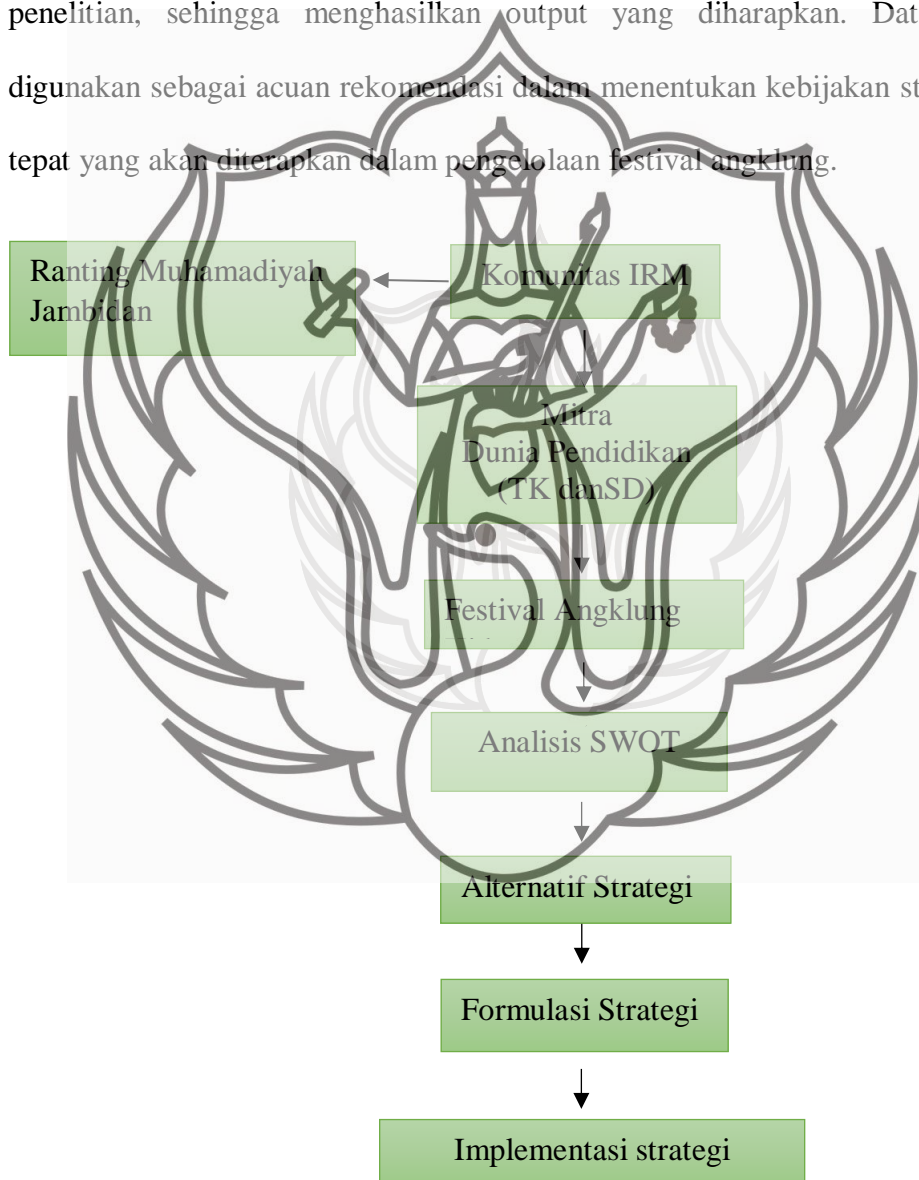 penelitian, sehingga menghasilkan output yang diharapkan. Dat
digunakan sebagai acuan rekomendasi dalam menentukan kebijakan st
tepat yang akan diterapkan dalam pengelolaan festival angklung.
Ranting Muhamadiyah
Jambidan
Komunitas IRM
Mitra
Dunia Pendidikan
(TK danSD)
Festival Angklung
Analisis SWOT
Alternatif Strategi
Formulasi Strategi
Implementasi strategi